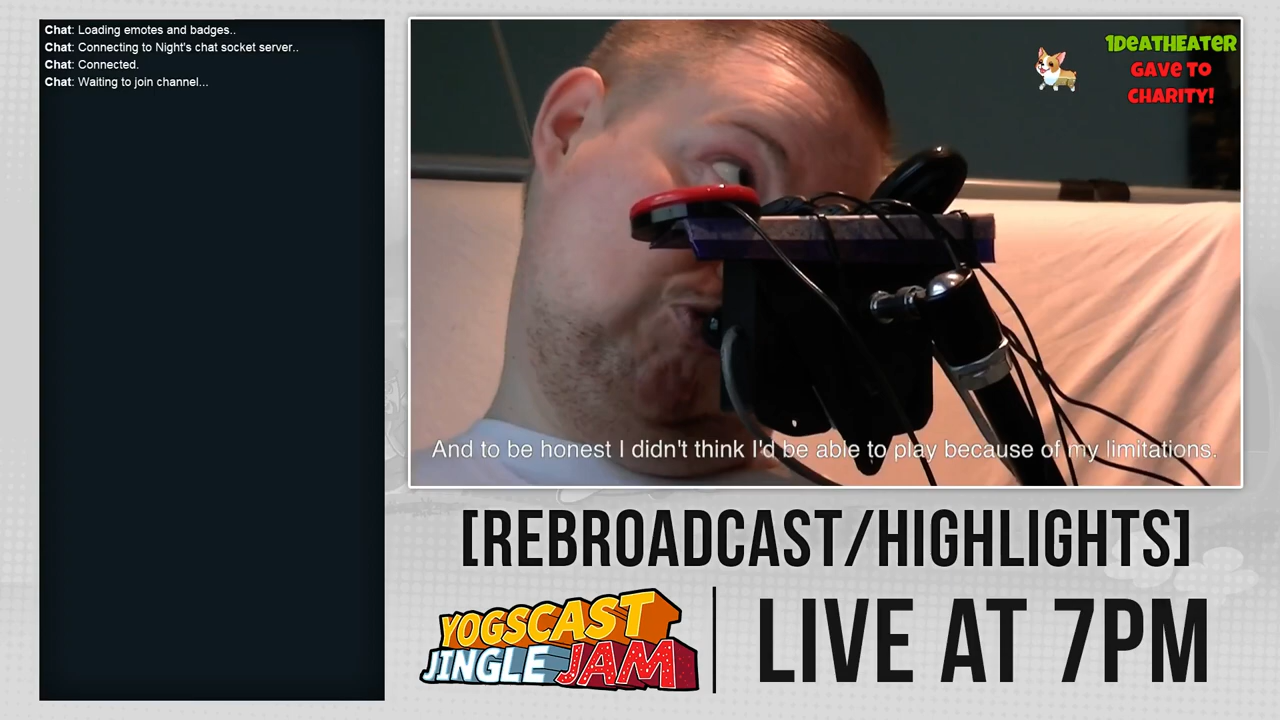 Chat: Loading emotes and badges..
Chat: Connecting to Night's chat socket server..
Chat: Connected.
Chat: Waiting to join channel...
1DEATHEATER
GAVE TO
CHARITY!
And to be honest I didn't think I'd be able to play because of my limitations.
[REBROADCAST/HIGHLIGHTS]
YOGSCAST
JINGLE JAM
LIVE AT 7PM